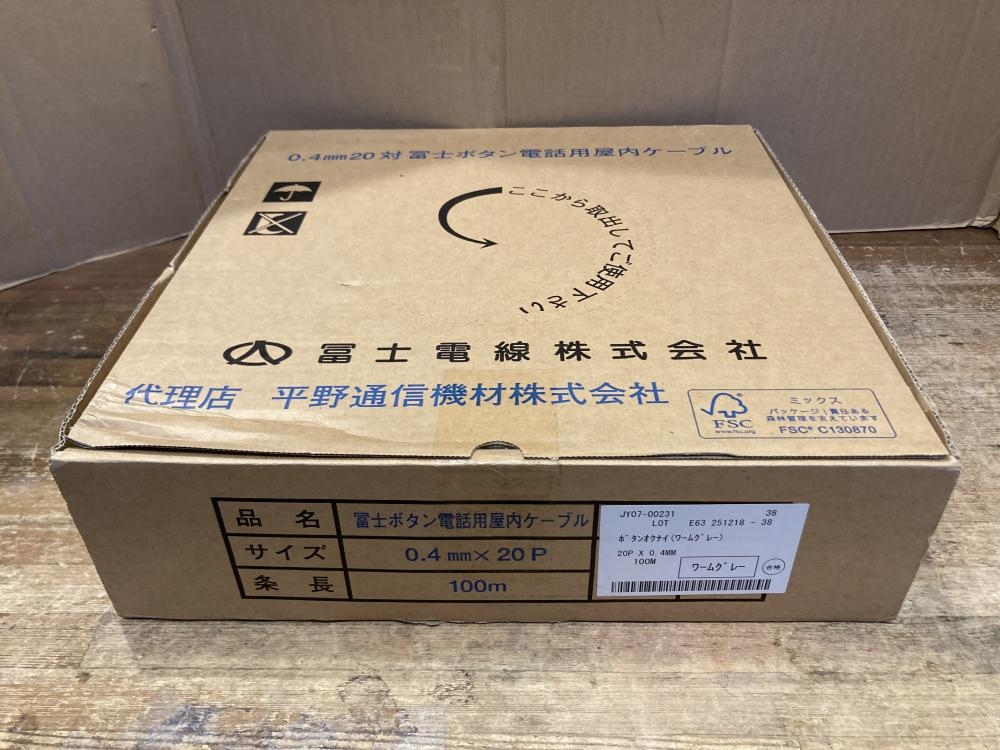 0.4mm20対 冨士ボタン電話用屋内ケーブル
ここから取出してご使用下さい
冨士電線株式会社
代理店 平野通信機材株式会社
FSC
www.fsc.org
ミックス
パッケージ|責任ある
森林管理を支えています
FSC® C130870
品名 冨士ボタン電話用屋内ケーブル
サイズ 0.4mm×20P
条長 100m
JY07-00231 38
LOT E63 251218 - 38
ボタンオクナイ(ワームグレー)
20P X 0.4MM
100M
ワームグレー
合格